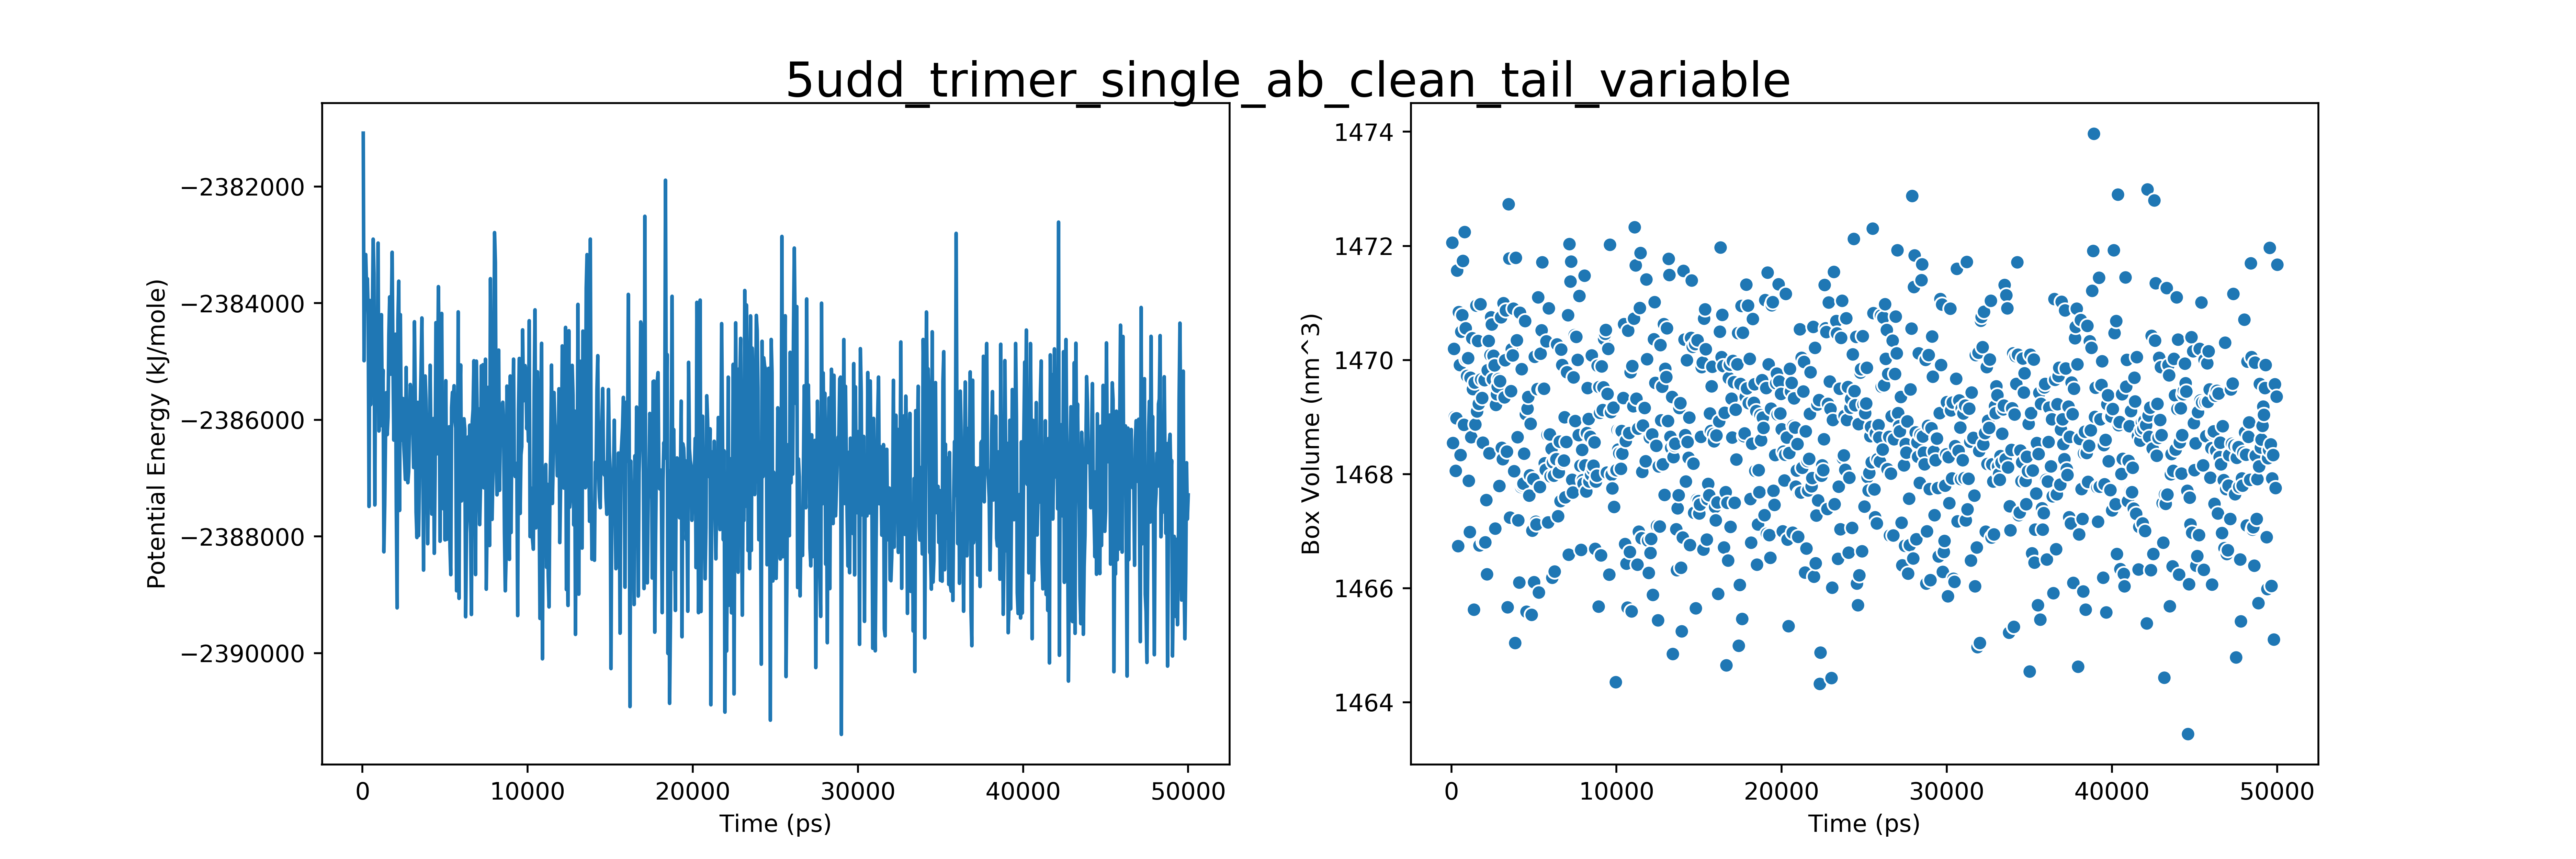 5udd_trimer_single_ab_clean_tail_variable
Potential Energy (kJ/mole)
−2382000
−2384000
−2386000
−2388000
−2390000
0 10000 20000 30000 40000 50000
Time (ps)
Box Volume (nm^3)
1474
1472
1470
1468
1466
1464
0 10000 20000 30000 40000 50000
Time (ps)